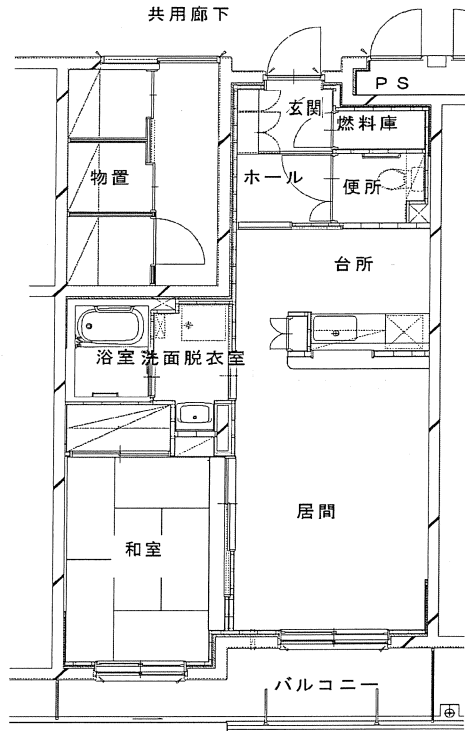 共用廊下
PS
玄関
燃料庫
物置
ホール
便所
台所
浴室
洗面脱衣室
居間
和室
バルコニー